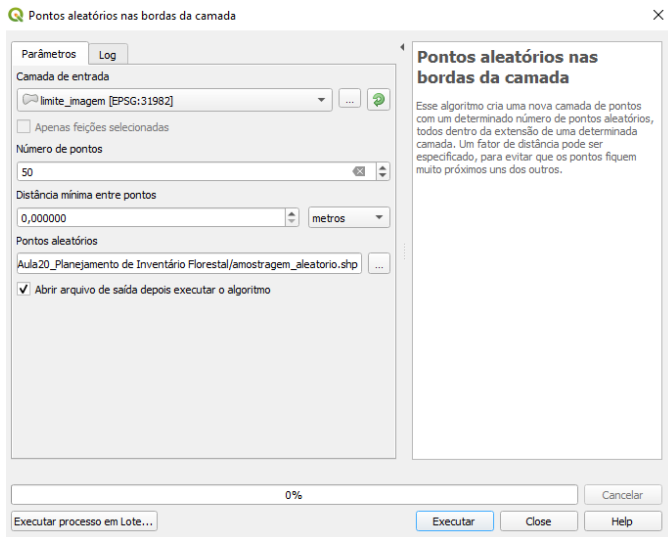 Pontos aleatórios nas bordas da camada
Parâmetros
Log
Camada de entrada
limite_imagem [EPSG:31982]
...
Apenas feições selecionadas
Número de pontos
50
Distância mínima entre pontos
0,000000
metros
Pontos aleatórios
Aula20_Planejamento de Inventário Florestal/amostragem_aleatorio.shp
...
Abrir arquivo de saída depois executar o algoritmo
Pontos aleatórios nas
bordas da camada
Esse algoritmo cria uma nova camada de pontos
com um determinado número de pontos aleatórios,
todos dentro da extensão de uma determinada
camada. Um fator de distância pode ser
especificado, para evitar que os pontos fiquem
muito próximos uns dos outros.
0%
Cancelar
Executar processo em Lote...
Executar
Close
Help